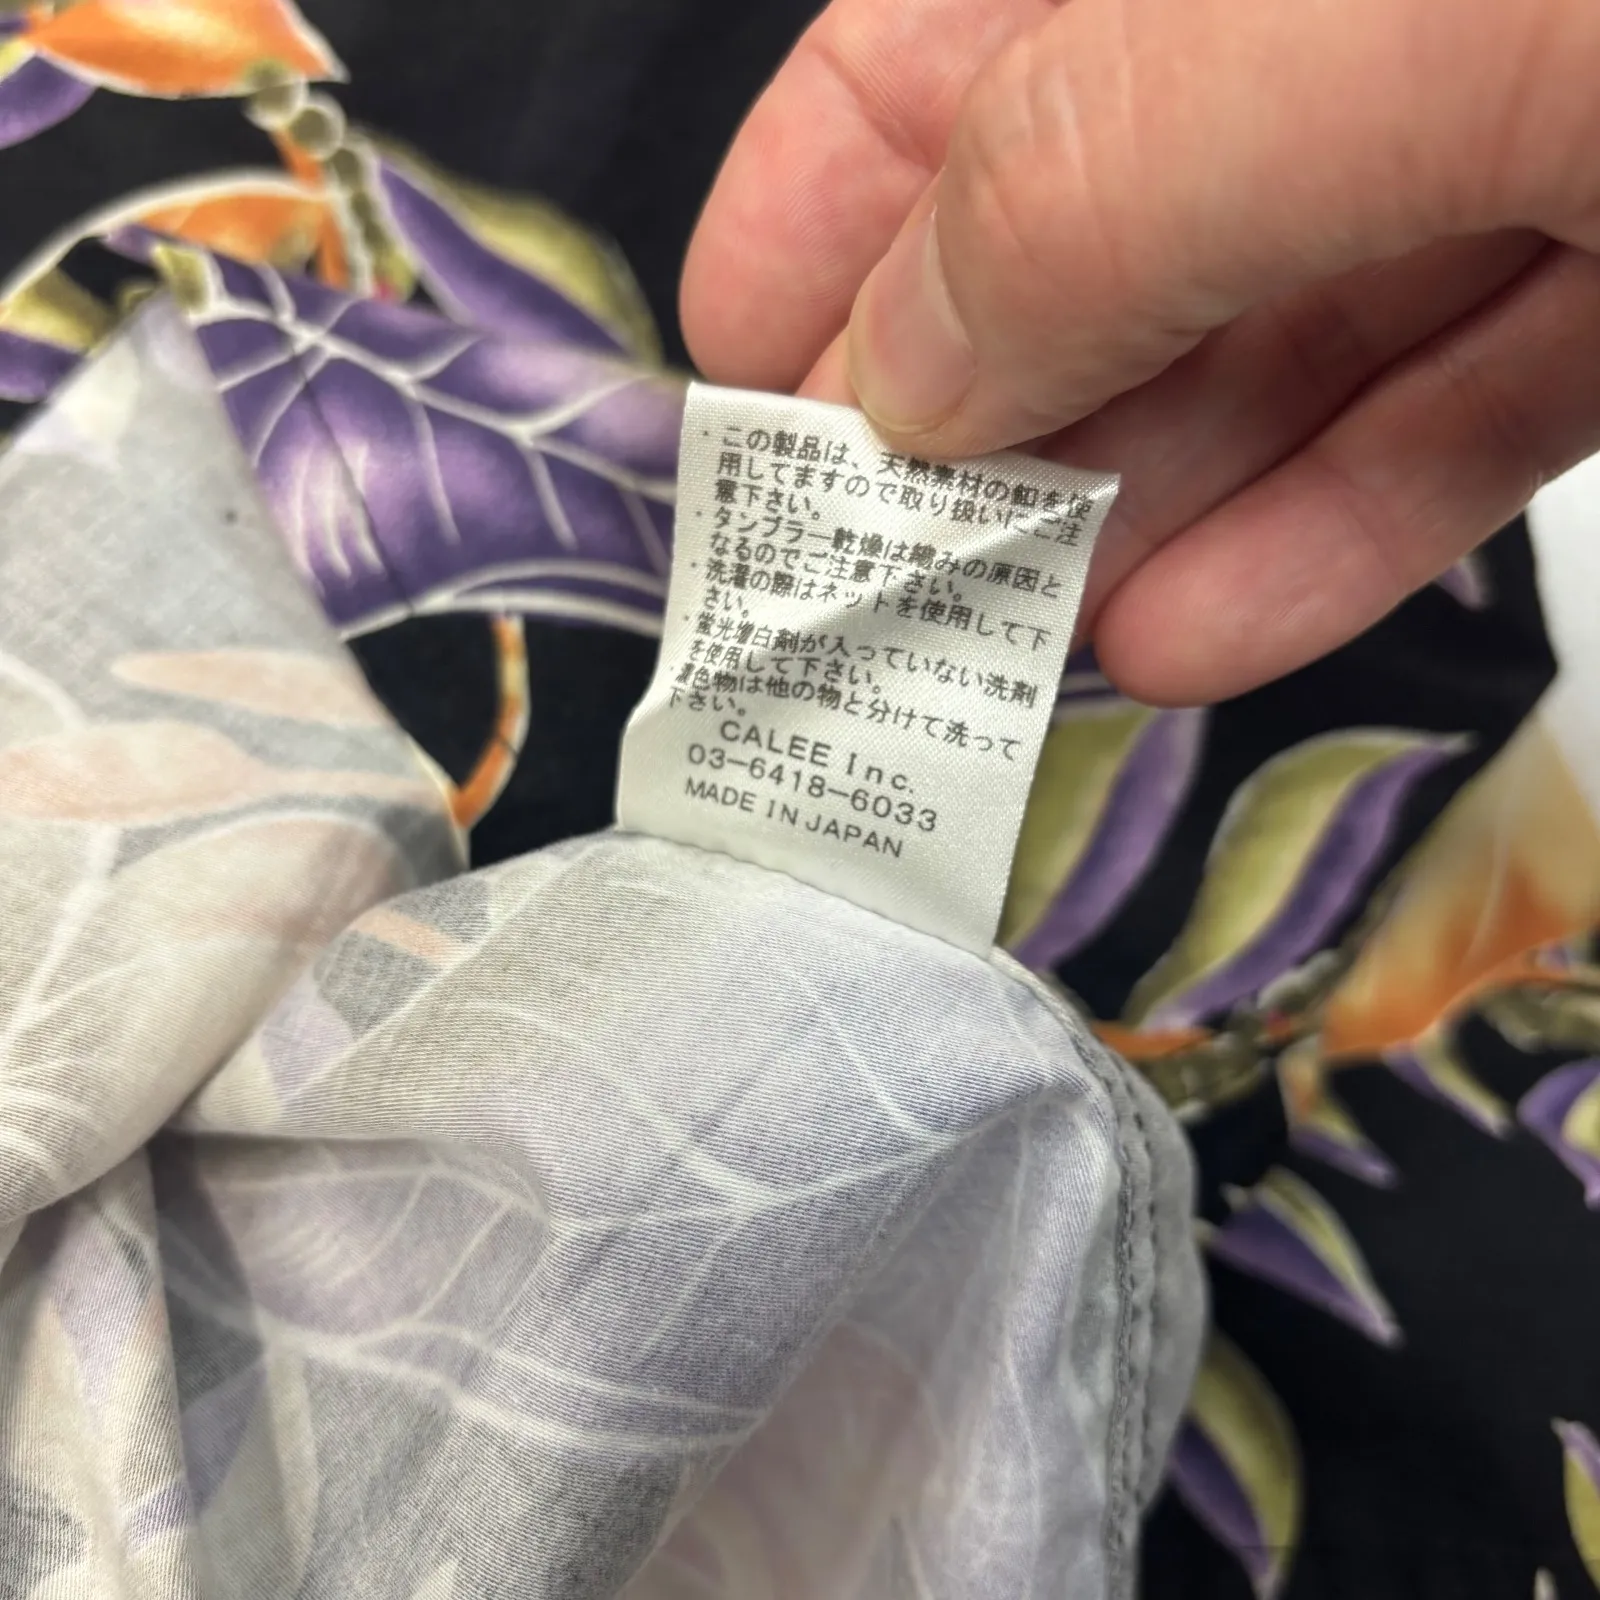 ・この製品は、天然素材の釦を使
用してますので取り扱いにご注
意下さい。
・タンブラー乾燥は縮みの原因と
なるのでご注意下さい。
・洗濯の際はネットを使用して下
さい。
・蛍光増白剤が入っていない洗剤
を使用して下さい。
・濃色物は他の物と分けて洗って
下さい。
CALEE Inc.
03-6418-6033
MADE IN JAPAN